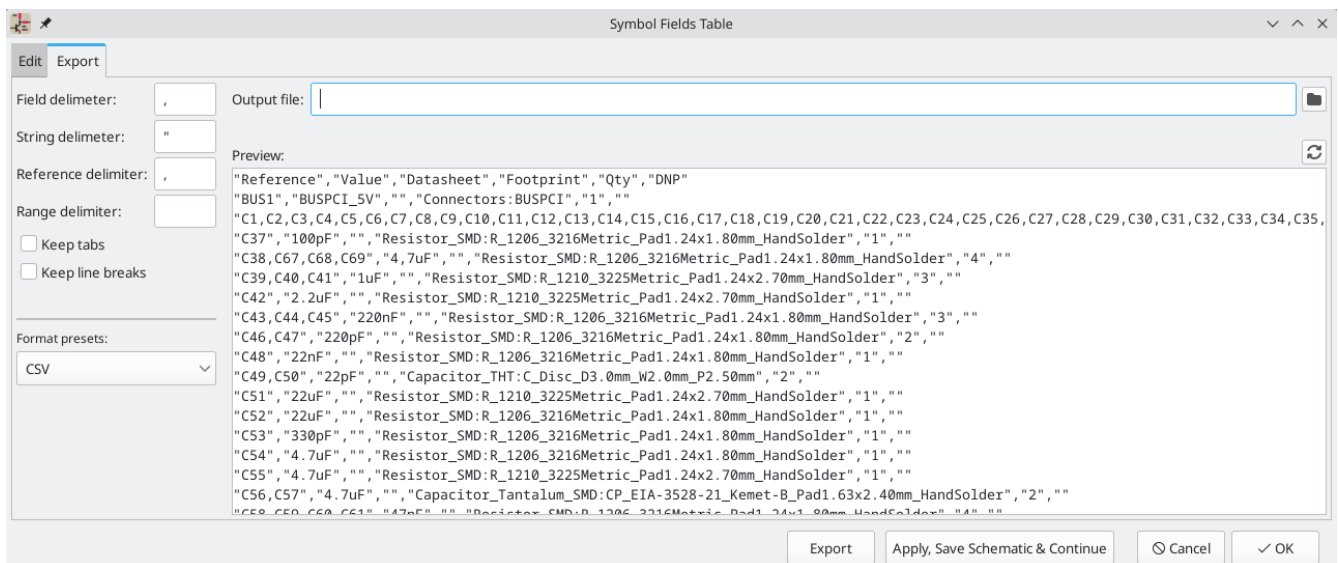 Symbol Fields Table
Edit Export
Field delimeter: ,
Output file:
String delimeter: "
Preview:
Reference delimiter: ,
Range delimiter:
Keep tabs
Keep line breaks
Format presets:
CSV
"Reference","Value","Datasheet","Footprint","Qty","DNP"
"BUS1","BUSPCI_5V","","Connectors:BUSPCI","1",""
"C1,C2,C3,C4,C5,C6,C7,C8,C9,C10,C11,C12,C13,C14,C15,C16,C17,C18,C19,C20,C21,C22,C23,C24,C25,C26,C27,C28,C29,C30,C31,C32,C33,C34,C35,
"C37","100pF","","Resistor_SMD:R_1206_3216Metric_Pad1.24x1.80mm_HandSolder","1",""
"C38,C67,C68,C69","4,7uF","","Resistor_SMD:R_1206_3216Metric_Pad1.24x1.80mm_HandSolder","4",""
"C39,C40,C41","1uF","","Resistor_SMD:R_1210_3225Metric_Pad1.24x2.70mm_HandSolder","3",""
"C42","2.2uF","","Resistor_SMD:R_1210_3225Metric_Pad1.24x2.70mm_HandSolder","1",""
"C43,C44,C45","220nF","","Resistor_SMD:R_1206_3216Metric_Pad1.24x1.80mm_HandSolder","3",""
"C46,C47","220pF","","Resistor_SMD:R_1206_3216Metric_Pad1.24x1.80mm_HandSolder","2",""
"C48","22nF","","Resistor_SMD:R_1206_3216Metric_Pad1.24x1.80mm_HandSolder","1",""
"C49,C50","22pF","","Capacitor_THT:C_Disc_D3.0mm_W2.0mm_P2.50mm","2",""
"C51","22uF","","Resistor_SMD:R_1210_3225Metric_Pad1.24x2.70mm_HandSolder","1",""
"C52","22uF","","Resistor_SMD:R_1206_3216Metric_Pad1.24x1.80mm_HandSolder","1",""
"C53","330pF","","Resistor_SMD:R_1206_3216Metric_Pad1.24x1.80mm_HandSolder","1",""
"C54","4.7uF","","Resistor_SMD:R_1206_3216Metric_Pad1.24x1.80mm_HandSolder","1",""
"C55","4.7uF","","Resistor_SMD:R_1210_3225Metric_Pad1.24x2.70mm_HandSolder","1",""
"C56,C57","4.7uF","","Capacitor_Tantalum_SMD:CP_EIA-3528-21_Kemet-B_Pad1.63x2.40mm_HandSolder","2",""
Export Apply, Save Schematic & Continue Cancel OK